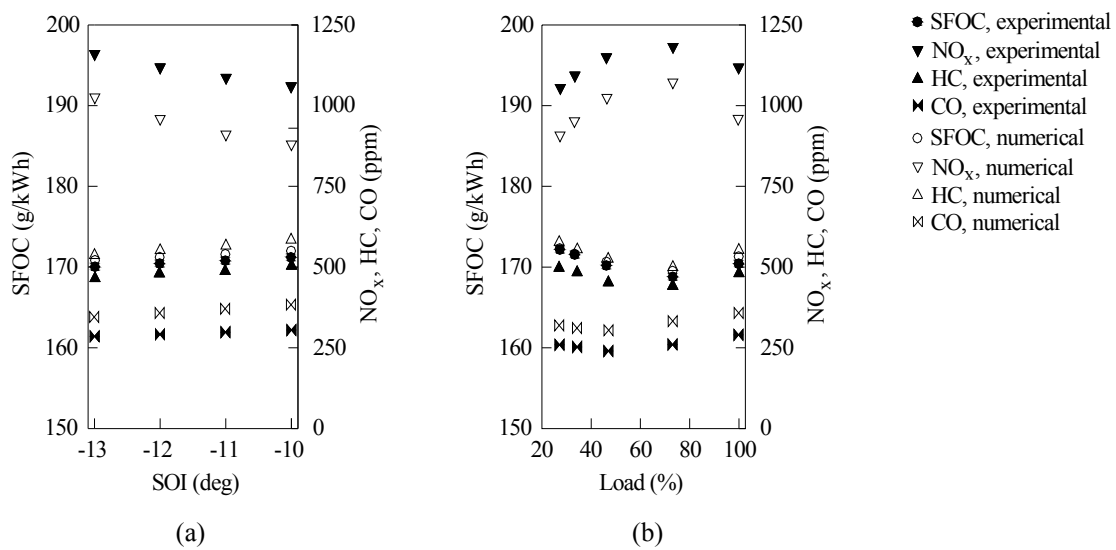 200
190
180
170
160
150
SFOC (g/kWh)
1250
1000
750
500
250
0
NOx, HC, CO (ppm)
-13 -12 -11 -10
SOI (deg)
(a)
200
190
180
170
160
150
SFOC (g/kWh)
1250
1000
750
500
250
0
NOx, HC, CO (ppm)
20 40 60 80 100
Load (%)
(b)
SFOC, experimental
NOx, experimental
HC, experimental
CO, experimental
SFOC, numerical
NOx, numerical
HC, numerical
CO, numerical